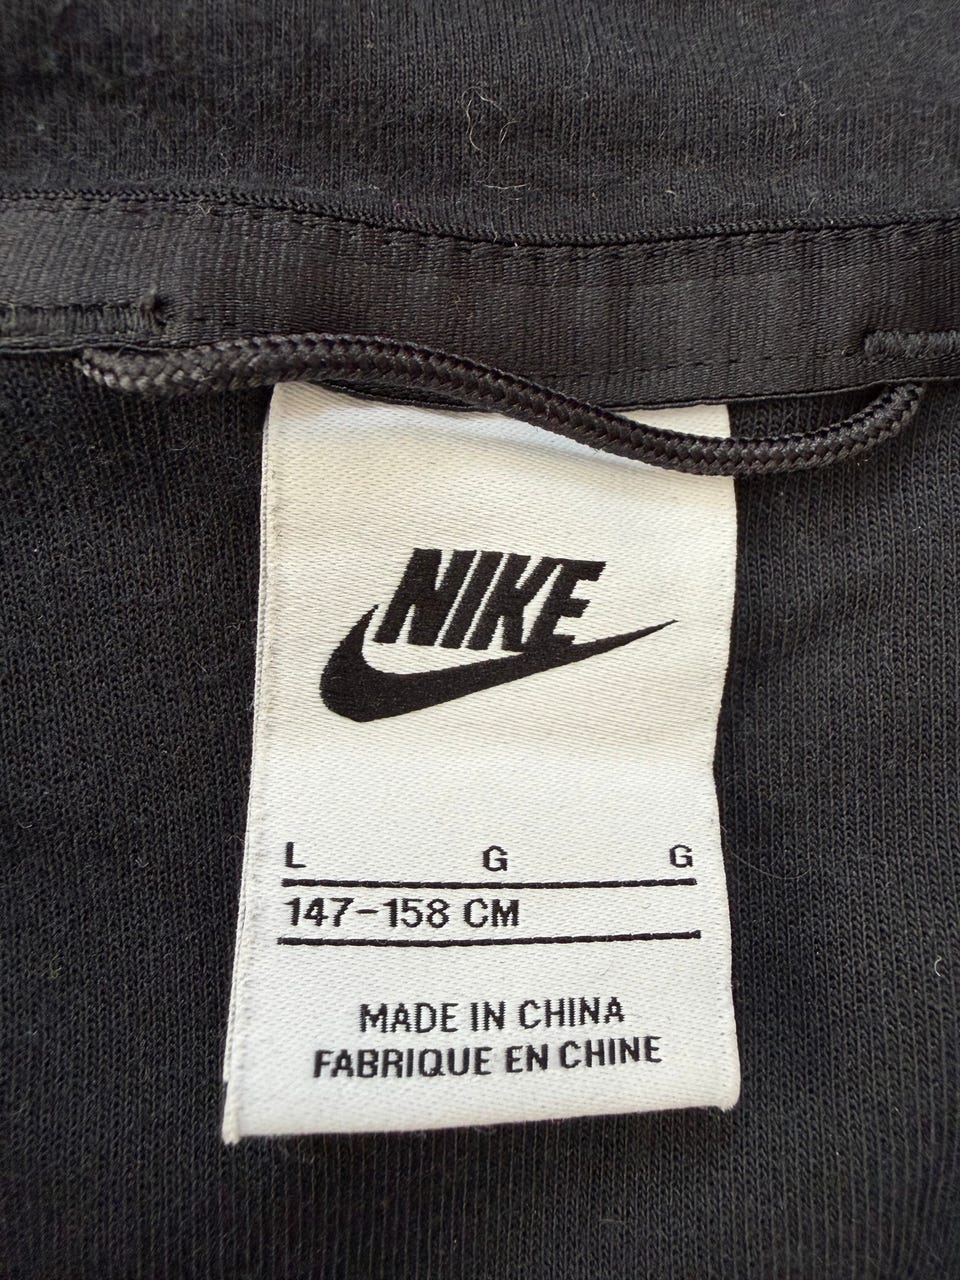 NIKE
L G G
147-158 CM
MADE IN CHINA
FABRIQUE EN CHINE